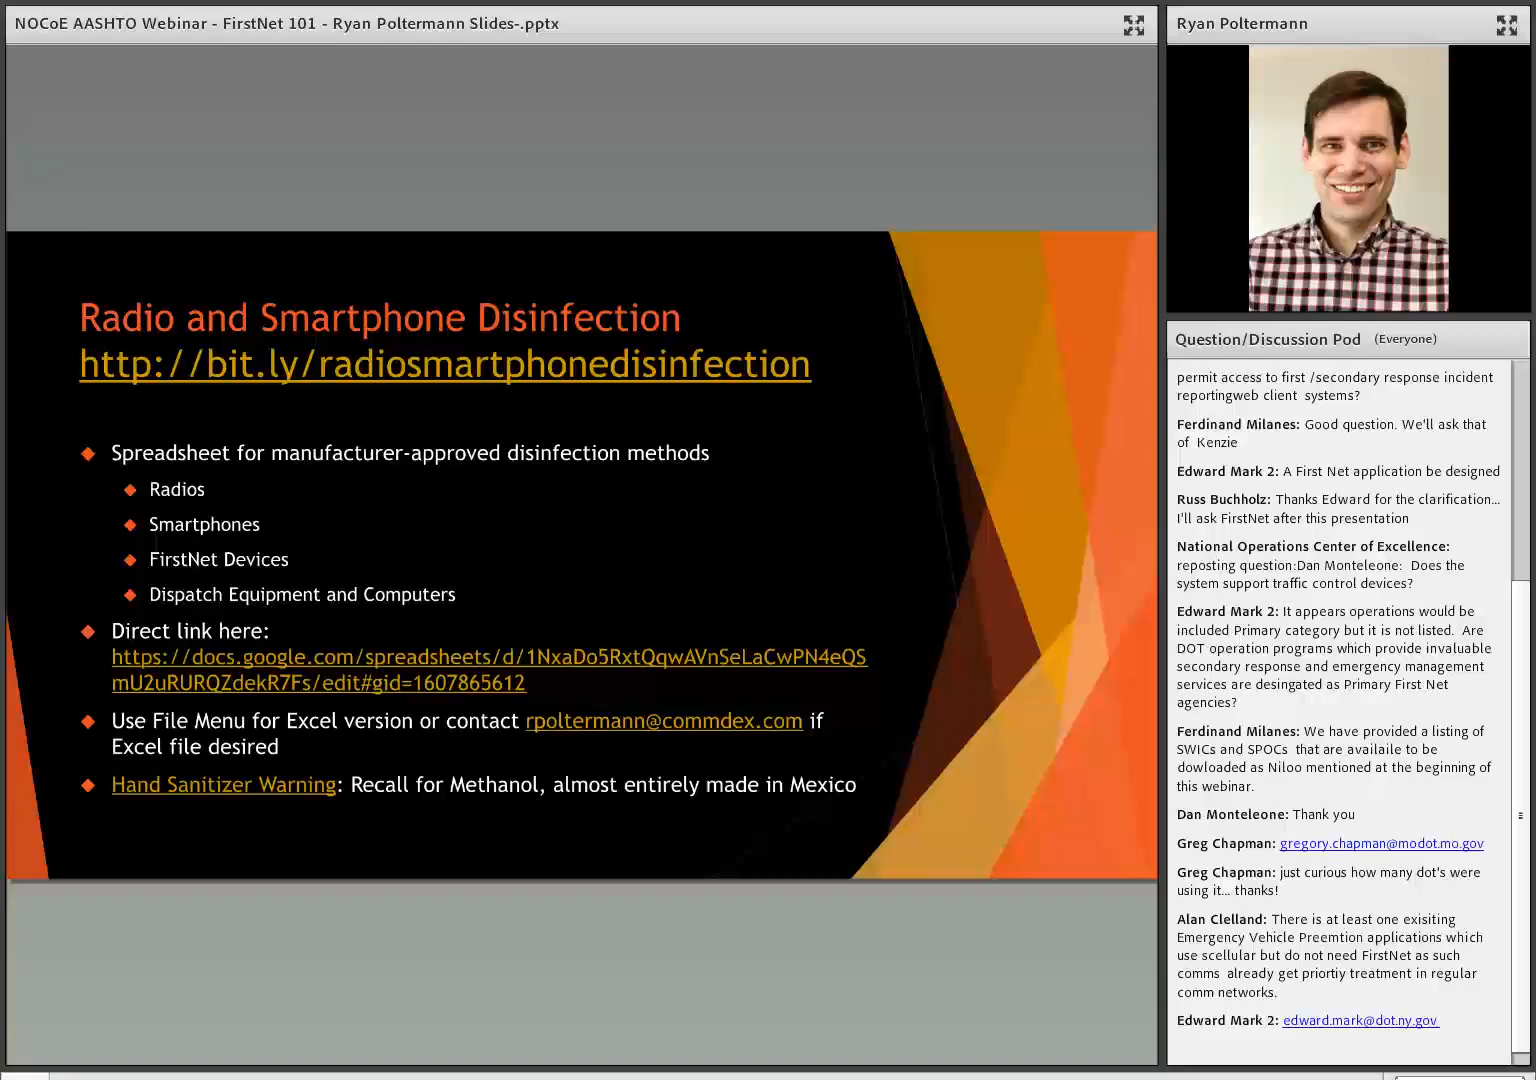 NOCoE AASHTO Webinar - FirstNet 101 - Ryan Poltermann Slides-.pptx
Radio and Smartphone Disinfection
http://bit.ly/radiosmartphonedisinfection
Spreadsheet for manufacturer-approved disinfection methods
Radios
Smartphones
FirstNet Devices
Dispatch Equipment and Computers
Direct link here:
https://docs.google.com/spreadsheets/d/1NxaDo5RxtQqwAVnSeLaCwPN4eQS
mU2uRURQZdekR7Fs/edit#gid=1607865612
Use File Menu for Excel version or contact rpoltermann@commdex.com if
Excel file desired
Hand Sanitizer Warning: Recall for Methanol, almost entirely made in Mexico
Ryan Poltermann
Question/Discussion Pod (Everyone)
permit access to first /secondary response incident
reportingweb client systems?
Ferdinand Milanes: Good question. We'll ask that
of Kenzie
Edward Mark 2: A First Net application be designed
Russ Buchholz: Thanks Edward for the clarification...
I'll ask FirstNet after this presentation
National Operations Center of Excellence:
reposting question:Dan Monteleone: Does the
system support traffic control devices?
Edward Mark 2: It appears operations would be
included Primary category but it is not listed. Are
DOT operation programs which provide invaluable
secondary response and emergency management
services are desingated as Primary First Net
agencies?
Ferdinand Milanes: We have provided a listing of
SWICs and SPOCs that are availaile to be
dowloaded as Niloo mentioned at the beginning of
this webinar.
Dan Monteleone: Thank you
Greg Chapman: gregory.chapman@modot.mo.gov
Greg Chapman: just curious how many dot's were
using it... thanks!
Alan Clelland: There is at least one exisiting
Emergency Vehicle Preemtion applications which
use scellular but do not need FirstNet as such
comms already get priortiy treatment in regular
comm networks.
Edward Mark 2: edward.mark@dot.ny.gov